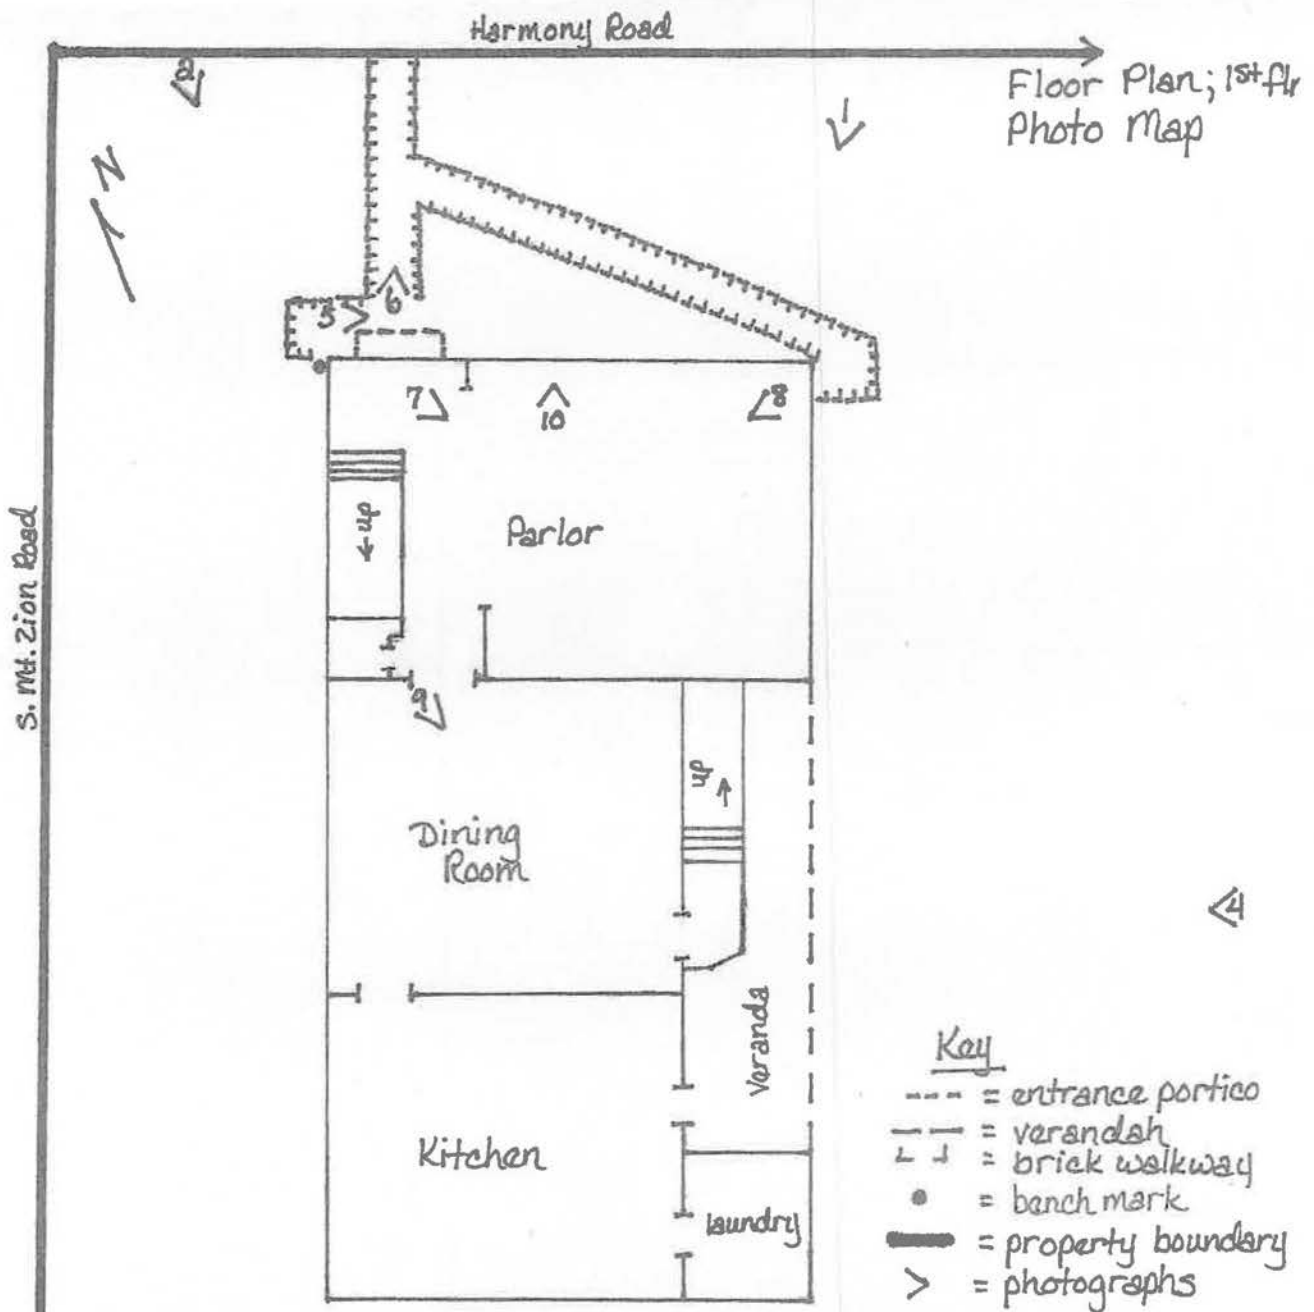 Harmony Road
Floor Plan; 1st flr
Photo Map
2
1
N
6
5
7
10
8
up
Parlor
S. Mt. Zion Road
9
up
Dining
Room
4
Veranda
Kitchen
laundry
Key
= entrance portico
= verandah
= brick walkway
= bench mark
= property boundary
= photographs